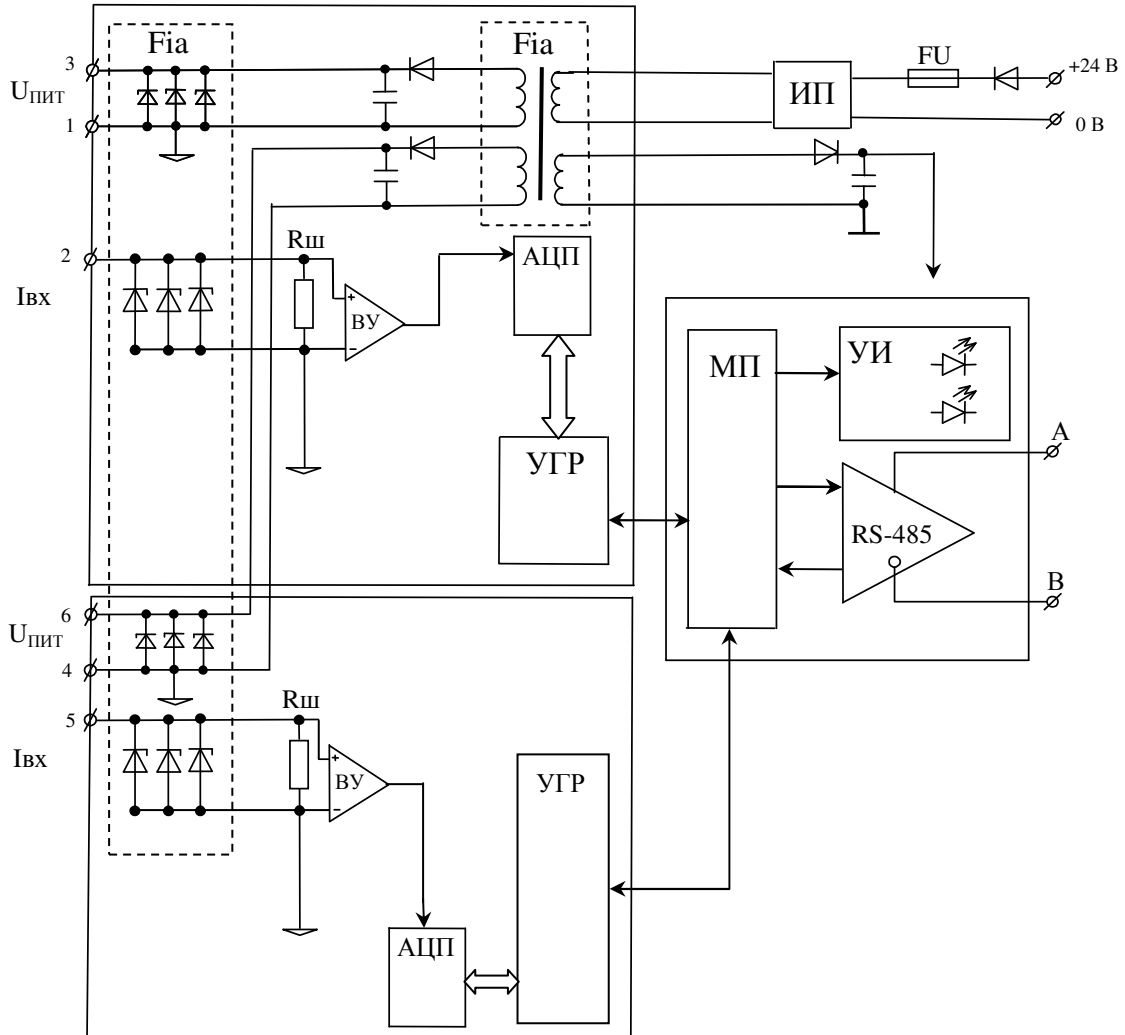 Fia
Fia
3
Uпит
1
ИП
FU
+24 В
0 В
2
Rш
Iвх
+
ВУ
−
АЦП
УГР
МП
УИ
RS-485
A
B
6
Uпит
4
5
Rш
Iвх
+
ВУ
−
АЦП
УГР